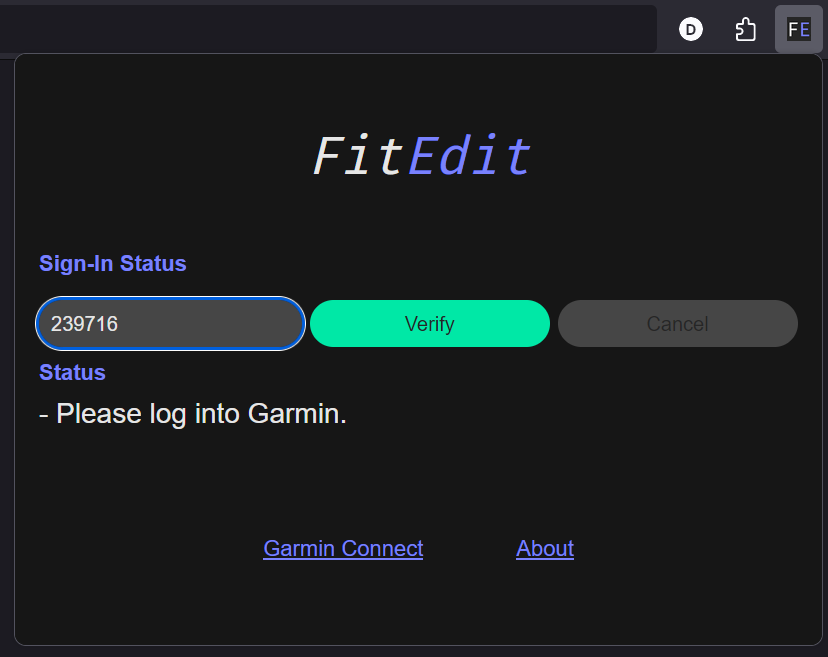 D
FE
FitEdit
Sign-In Status
239716 Verify Cancel
Status
- Please log into Garmin.
Garmin Connect About